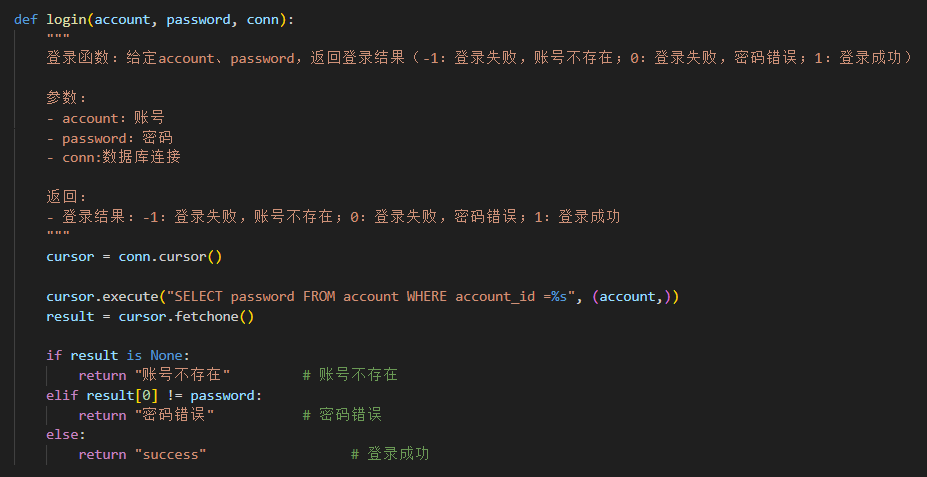 def login(account, password, conn):
    """
    登录函数：给定account、password，返回登录结果（-1：登录失败，账号不存在；0：登录失败，密码错误；1：登录成功）
    参数：
    - account：账号
    - password：密码
    - conn:数据库连接
    返回：
    - 登录结果：-1：登录失败，账号不存在；0：登录失败，密码错误；1：登录成功
    """
    cursor = conn.cursor()
    cursor.execute("SELECT password FROM account WHERE account_id =%s", (account,))
    result = cursor.fetchone()
    if result is None:
        return "账号不存在"         # 账号不存在
    elif result[0] != password:
        return "密码错误"           # 密码错误
    else:
        return "success"                  # 登录成功